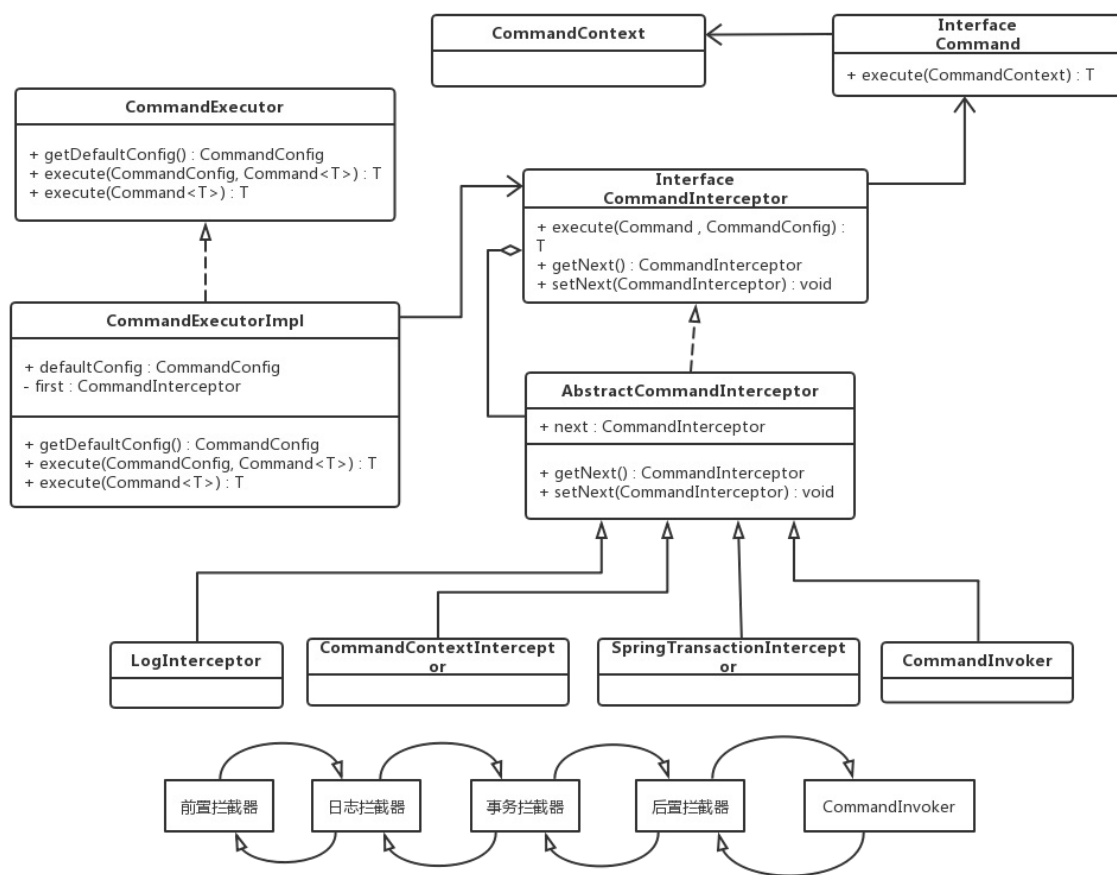 CommandContext
Interface
Command
+ execute(CommandContext) : T
CommandExecutor
+ getDefaultConfig() : CommandConfig
+ execute(CommandConfig, Command<T>) : T
+ execute(Command<T>) : T
Interface
CommandInterceptor
+ execute(Command , CommandConfig) :
T
+ getNext() : CommandInterceptor
+ setNext(CommandInterceptor) : void
CommandExecutorImpl
+ defaultConfig : CommandConfig
- first : CommandInterceptor
+ getDefaultConfig() : CommandConfig
+ execute(CommandConfig, Command<T>) : T
+ execute(Command<T>) : T
AbstractCommandInterceptor
+ next : CommandInterceptor
+ getNext() : CommandInterceptor
+ setNext(CommandInterceptor) : void
LogInterceptor
CommandContextIntercept
or
SpringTransactionIntercept
or
CommandInvoker
前置拦截器
日志拦截器
事务拦截器
后置拦截器
CommandInvoker